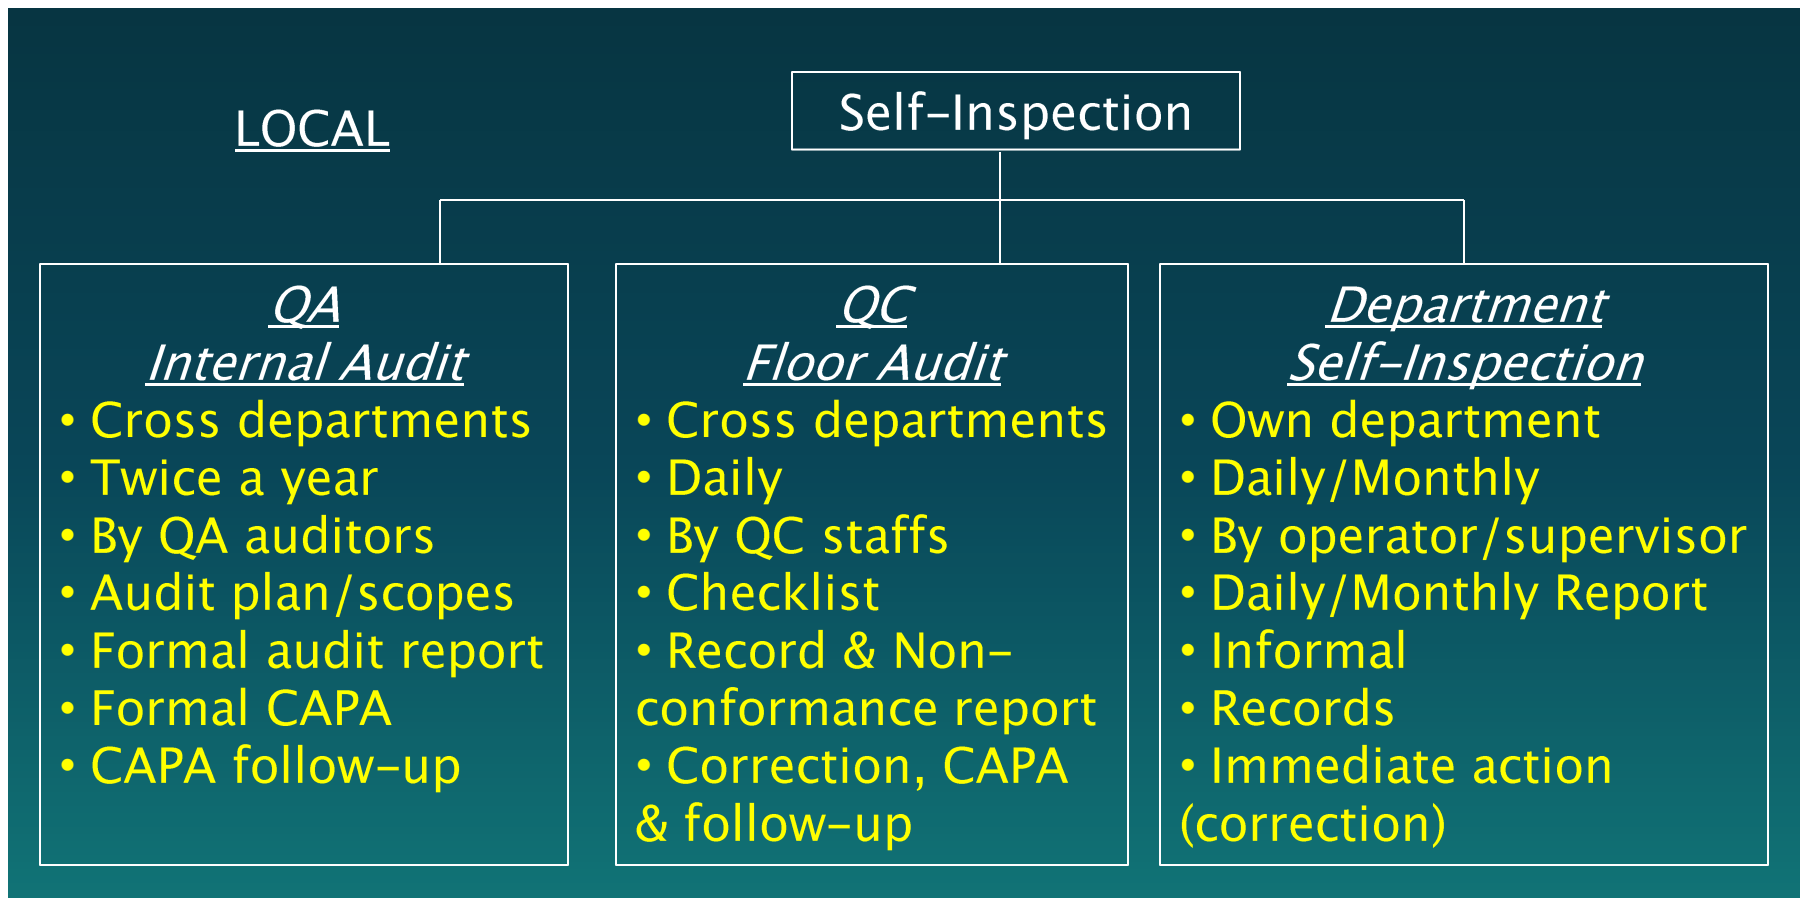 LOCAL
Self-Inspection
QA
Internal Audit
• Cross departments
• Twice a year
• By QA auditors
• Audit plan/scopes
• Formal audit report
• Formal CAPA
• CAPA follow-up
QC
Floor Audit
• Cross departments
• Daily
• By QC staffs
• Checklist
• Record & Non-
conformance report
• Correction, CAPA
& follow-up
Department
Self-Inspection
• Own department
• Daily/Monthly
• By operator/supervisor
• Daily/Monthly Report
• Informal
• Records
• Immediate action
(correction)